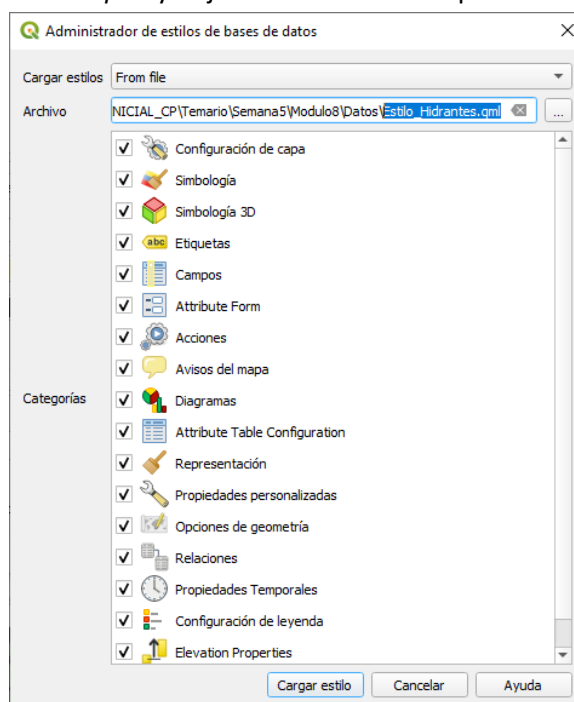 Administrador de estilos de bases de datos
Cargar estilos From file
Archivo NICIAL_CP\Temario\Semana5\Modulo8\Datos\Estilo_Hidrantes.qml ...
Configuración de capa
Simbología
Simbología 3D
abc Etiquetas
Campos
Attribute Form
Acciones
Avisos del mapa
Categorías Diagramas
Attribute Table Configuration
Representación
Propiedades personalizadas
Opciones de geometría
Relaciones
Propiedades Temporales
Configuración de leyenda
Elevation Properties
Cargar estilo Cancelar Ayuda